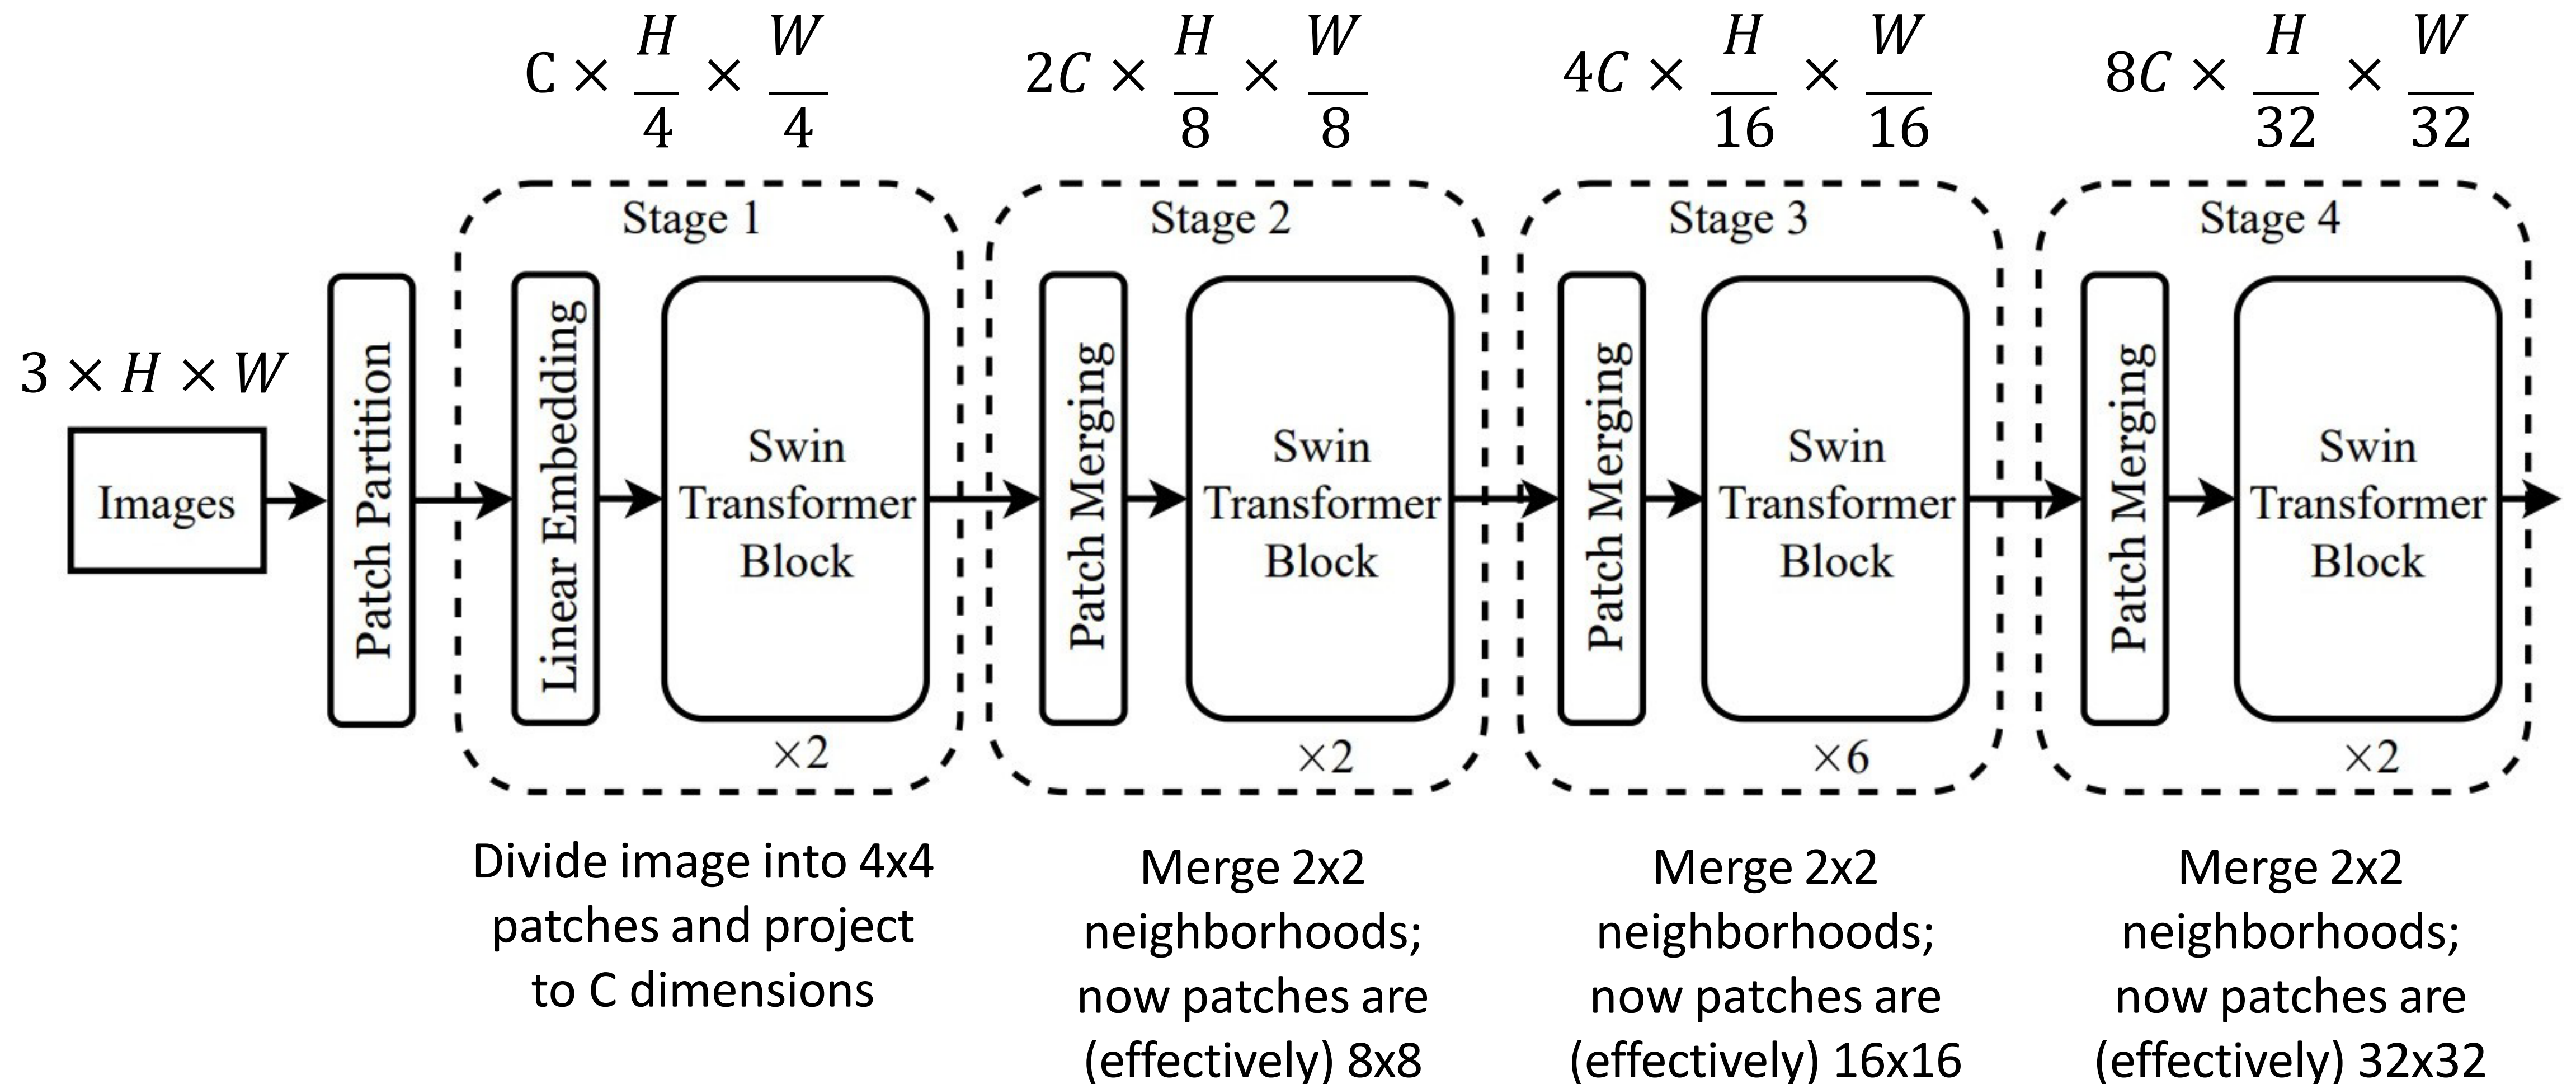 C × H/4 × W/4
2C × H/8 × W/8
4C × H/16 × W/16
8C × H/32 × W/32
3 × H × W
Images
Patch Partition
Stage 1
Linear Embedding
Swin
Transformer
Block
×2
Stage 2
Patch Merging
Swin
Transformer
Block
×2
Stage 3
Patch Merging
Swin
Transformer
Block
×6
Stage 4
Patch Merging
Swin
Transformer
Block
×2
Divide image into 4x4
patches and project
to C dimensions
Merge 2x2
neighborhoods;
now patches are
(effectively) 8x8
Merge 2x2
neighborhoods;
now patches are
(effectively) 16x16
Merge 2x2
neighborhoods;
now patches are
(effectively) 32x32